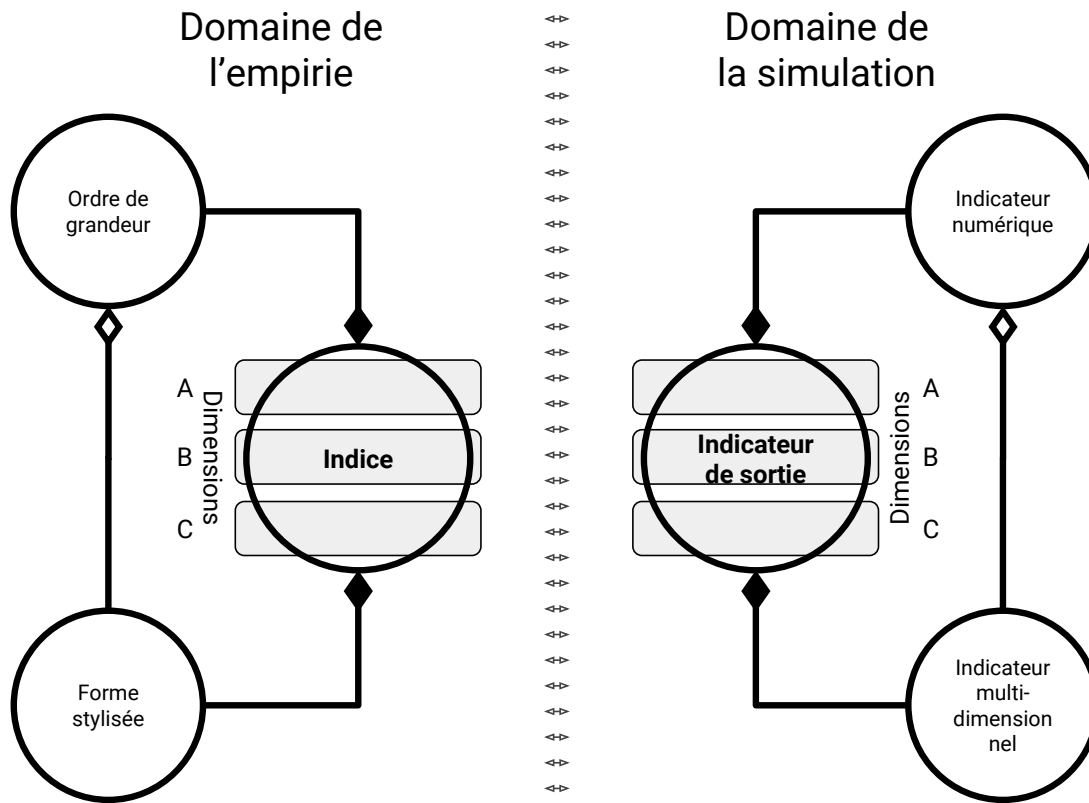 Domaine de
l'empirie
Domaine de
la simulation
Ordre de
grandeur
Indicateur
numérique
A
B
C
Dimensions
Indice
Indicateur
de sortie
Dimensions
A
B
C
Forme
stylisée
Indicateur
multi-
dimension
nel